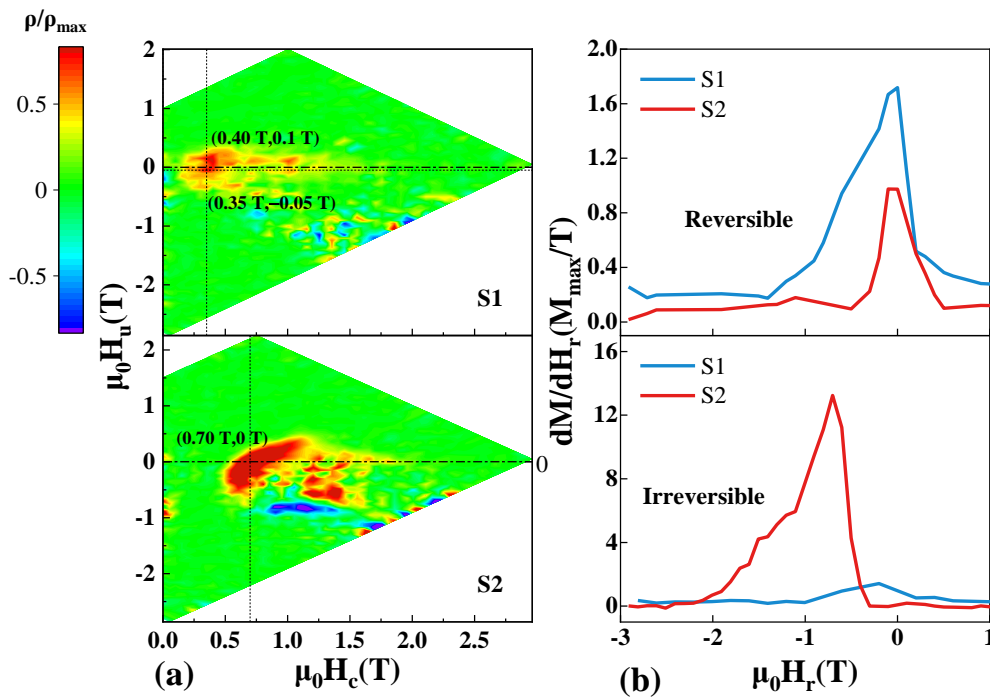 ρ/ρmax
0.5
0
-0.5
μ0Hu(T)
2
1
0
-1
-2
(0.40 T,0.1 T)
(0.35 T,−0.05 T)
S1
2
1
0
-1
-2
(0.70 T,0 T)
0
S2
0.0 0.5 1.0 1.5 2.0 2.5
(a) μ0Hc(T)
dM/dHr(Mmax/T)
2.0
1.6
1.2
0.8
0.4
0.0
S1
S2
Reversible
16
12
8
4
0
S1
S2
Irreversible
-3 -2 -1 0 1
(b) μ0Hr(T)